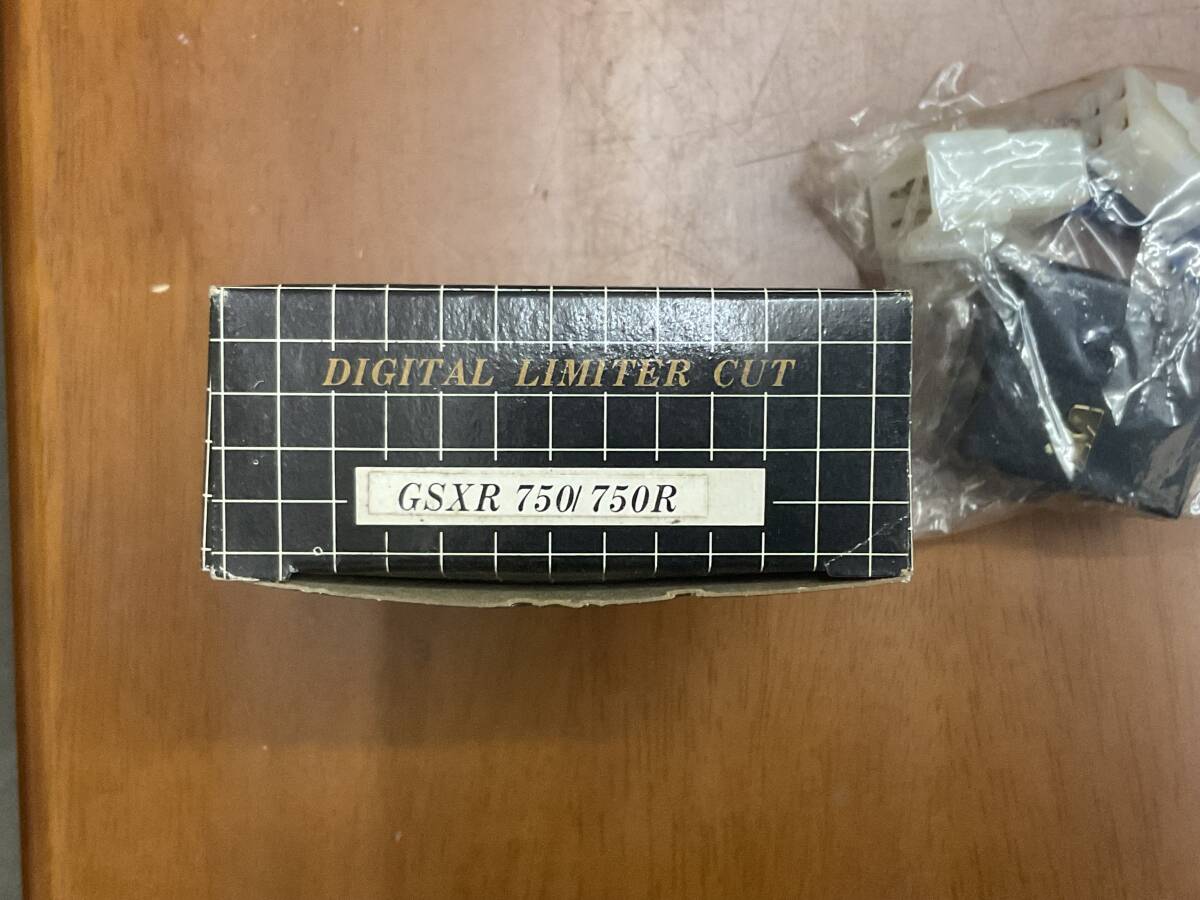 DIGITAL LIMITER CUT
GSXR 750/750R